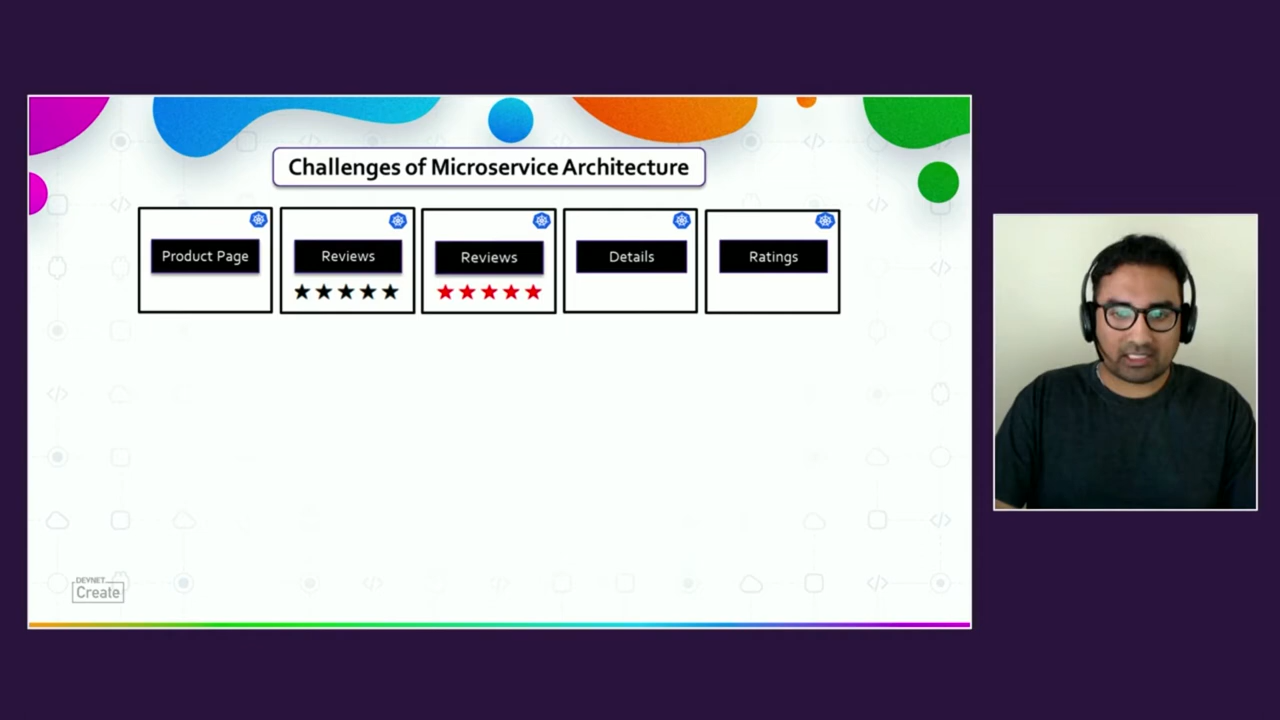 Challenges of Microservice Architecture
Product Page
Reviews
Reviews
Details
Ratings
DEVNET
Create